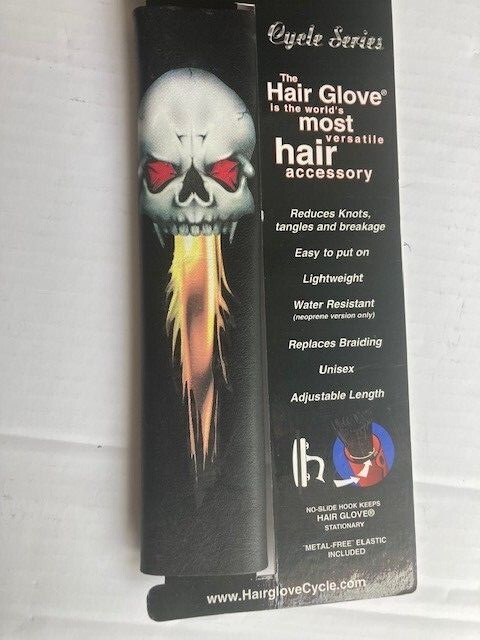 Cycle Series
The
Hair Glove®
is the world's
most
versatile
hair
accessory
Reduces Knots,
tangles and breakage
Easy to put on
Lightweight
Water Resistant
(neoprene version only)
Replaces Braiding
Unisex
Adjustable Length
NO-SLIDE HOOK KEEPS
HAIR GLOVE®
STATIONARY
"METAL-FREE" ELASTIC
INCLUDED
www.HairgloveCycle.com